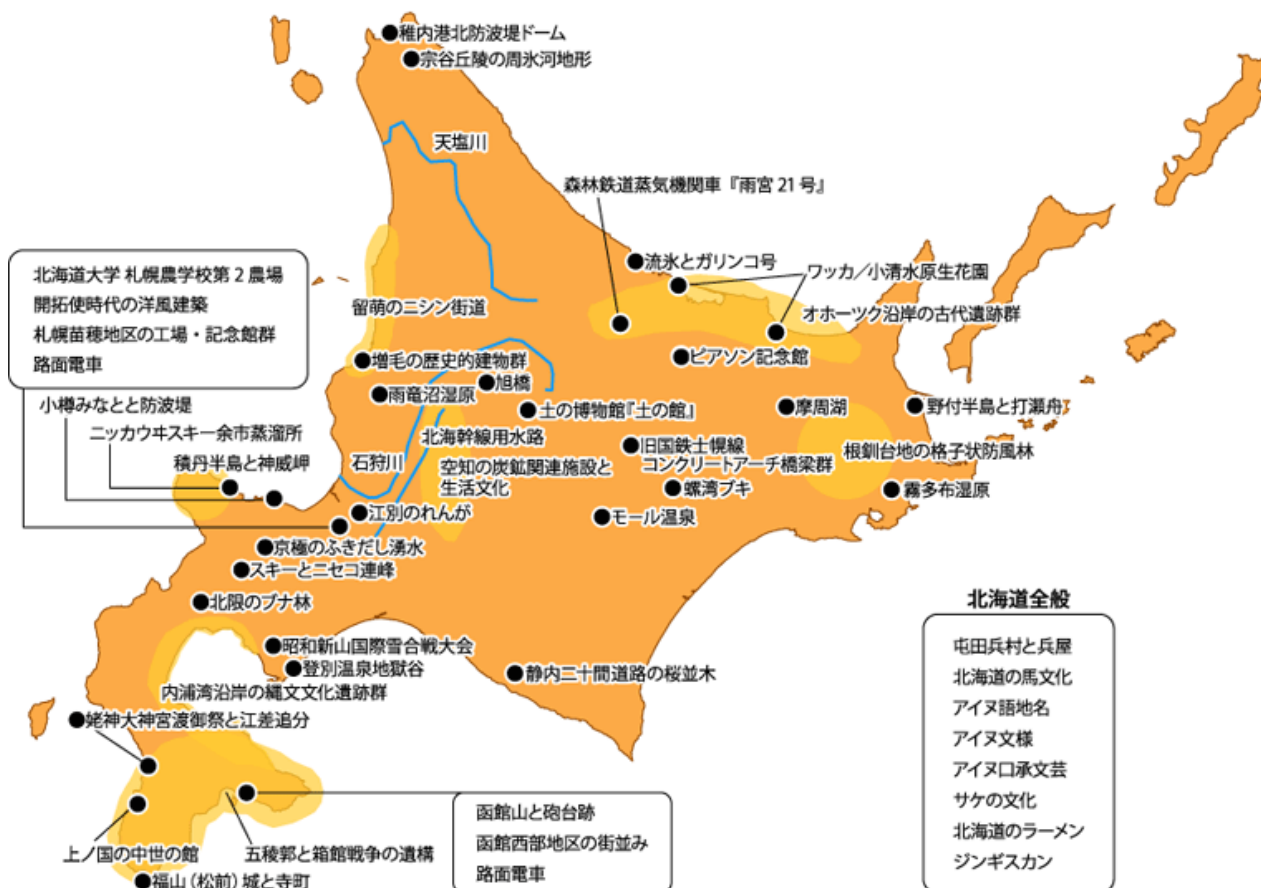 稚内港北防波堤ドーム
宗谷丘陵の周氷河地形
天塩川
森林鉄道蒸気機関車『雨宮21号』
流氷とガリンコ号
ワッカ／小清水原生花園
オホーツク沿岸の古代遺跡群
北海道大学 札幌農学校第2農場
開拓使時代の洋風建築
札幌苗穂地区の工場・記念館群
路面電車
留萌のニシン街道
増毛の歴史的建物群
ピアソン記念館
旭橋
雨竜沼湿原
土の博物館『土の館』
摩周湖
野付半島と打瀬舟
小樽みなとと防波堤
ニッカウヰスキー余市蒸溜所
積丹半島と神威岬
石狩川
北海幹線用水路
空知の炭鉱関連施設と
生活文化
旧国鉄士幌線
コンクリートアーチ橋梁群
根釧台地の格子状防風林
螺湾ブキ
霧多布湿原
江別のれんが
モール温泉
京極のふきだし湧水
スキーとニセコ連峰
北限のブナ林
昭和新山国際雪合戦大会
登別温泉地獄谷
静内二十間道路の桜並木
内浦湾沿岸の縄文文化遺跡群
姥神大神宮渡御祭と江差追分
上ノ国の中世の館
五稜郭と箱館戦争の遺構
福山（松前）城と寺町
函館山と砲台跡
函館西部地区の街並み
路面電車
北海道全般
屯田兵村と兵屋
北海道の馬文化
アイヌ語地名
アイヌ文様
アイヌ口承文芸
サケの文化
北海道のラーメン
ジンギスカン